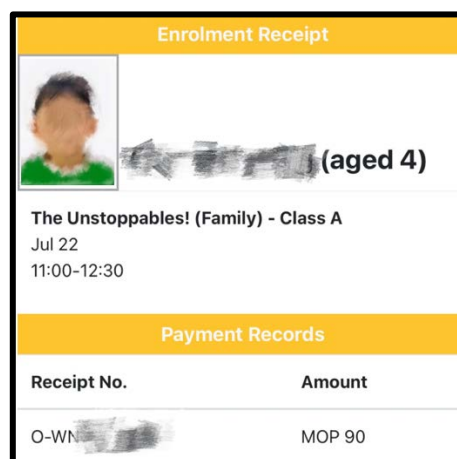 Enrolment Receipt
(aged 4)
The Unstoppables! (Family) - Class A
Jul 22
11:00-12:30
Payment Records
Receipt No. Amount
O-WN MOP 90